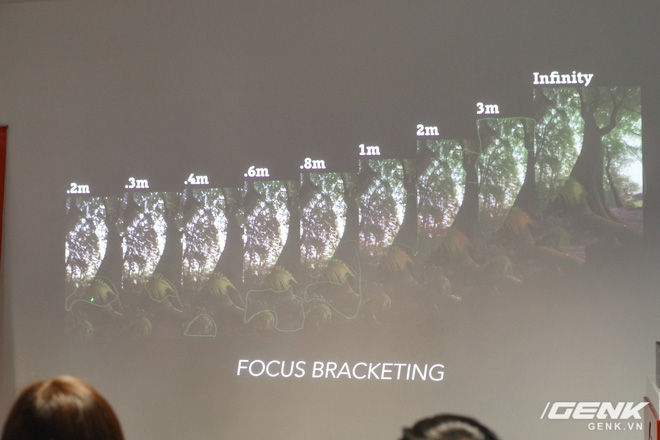 .2m
.3m
.4m
.6m
.8m
1m
2m
3m
Infinity
FOCUS BRACKETING
GENK
GENK.VN